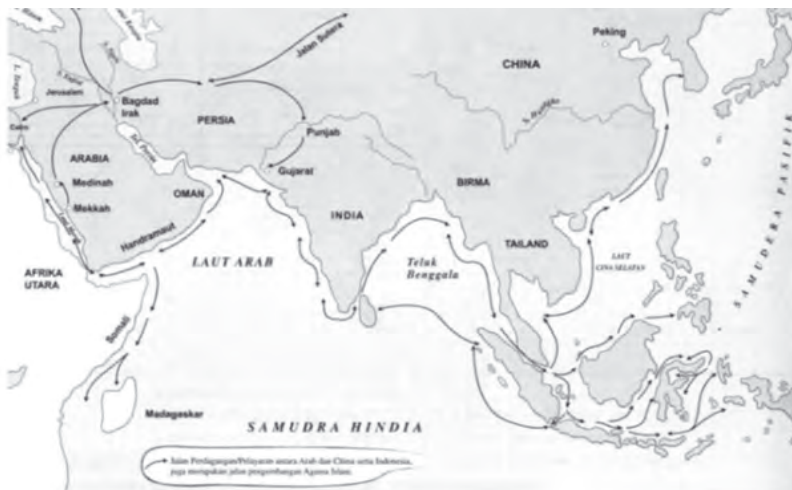 Peking
Jalan Sutera
CHINA
Jerusalem
Bagdad
Irak
PERSIA
Cairo
Punjab
ARABIA
Gujarat
Medinah
BIRMA
OMAN
INDIA
Mekkah
TAILAND
Handramaut
LAUT ARAB
Teluk
Benggala
LAUT
CINA SELATAN
AFRIKA
UTARA
SAMUDERA PASIFIK
Somali
Madagaskar
SAMUDRA HINDIA
Jalan Perdagangan/Pelayaran antara Arab dan China serta Indonesia,
juga merupakan jalan pengembangan Agama Islam.